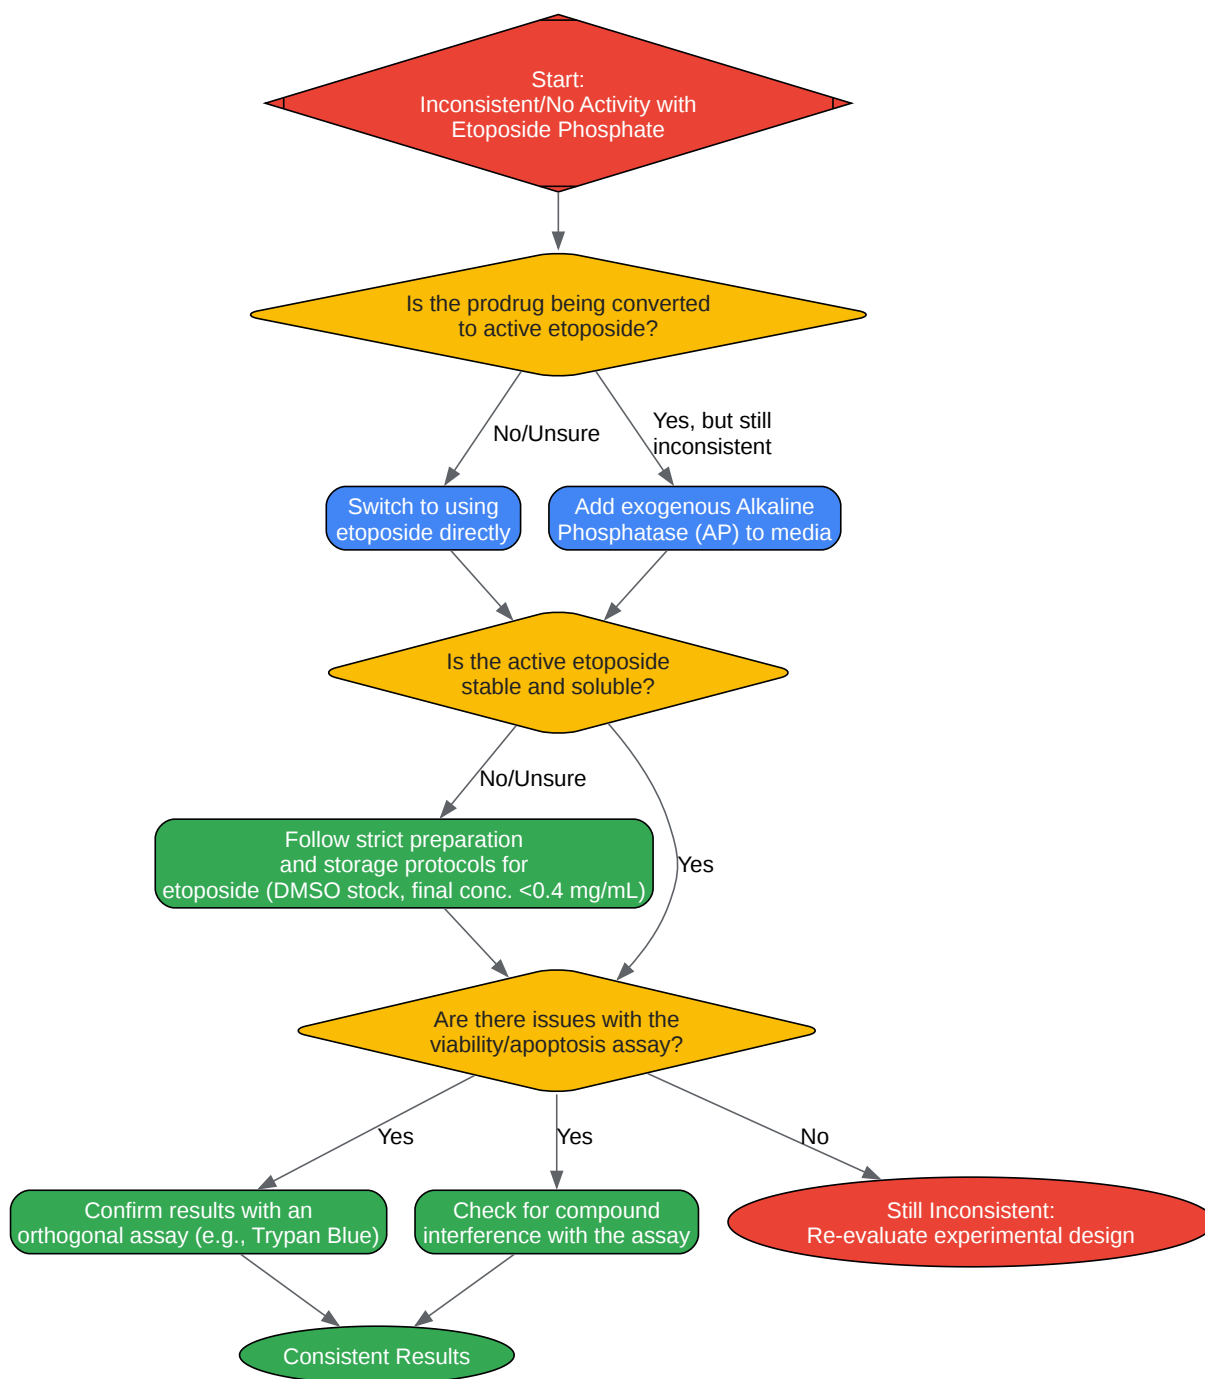 Start:
Inconsistent/No Activity with
Etoposide Phosphate
Is the prodrug being converted
to active etoposide?
No/Unsure
Yes, but still
inconsistent
Switch to using
etoposide directly
Add exogenous Alkaline
Phosphatase (AP) to media
Is the active etoposide
stable and soluble?
No/Unsure
Follow strict preparation
and storage protocols for
etoposide (DMSO stock, final conc. <0.4 mg/mL)
Yes
Are there issues with the
viability/apoptosis assay?
Yes
Yes
No
Confirm results with an
orthogonal assay (e.g., Trypan Blue)
Check for compound
interference with the assay
Still Inconsistent:
Re-evaluate experimental design
Consistent Results